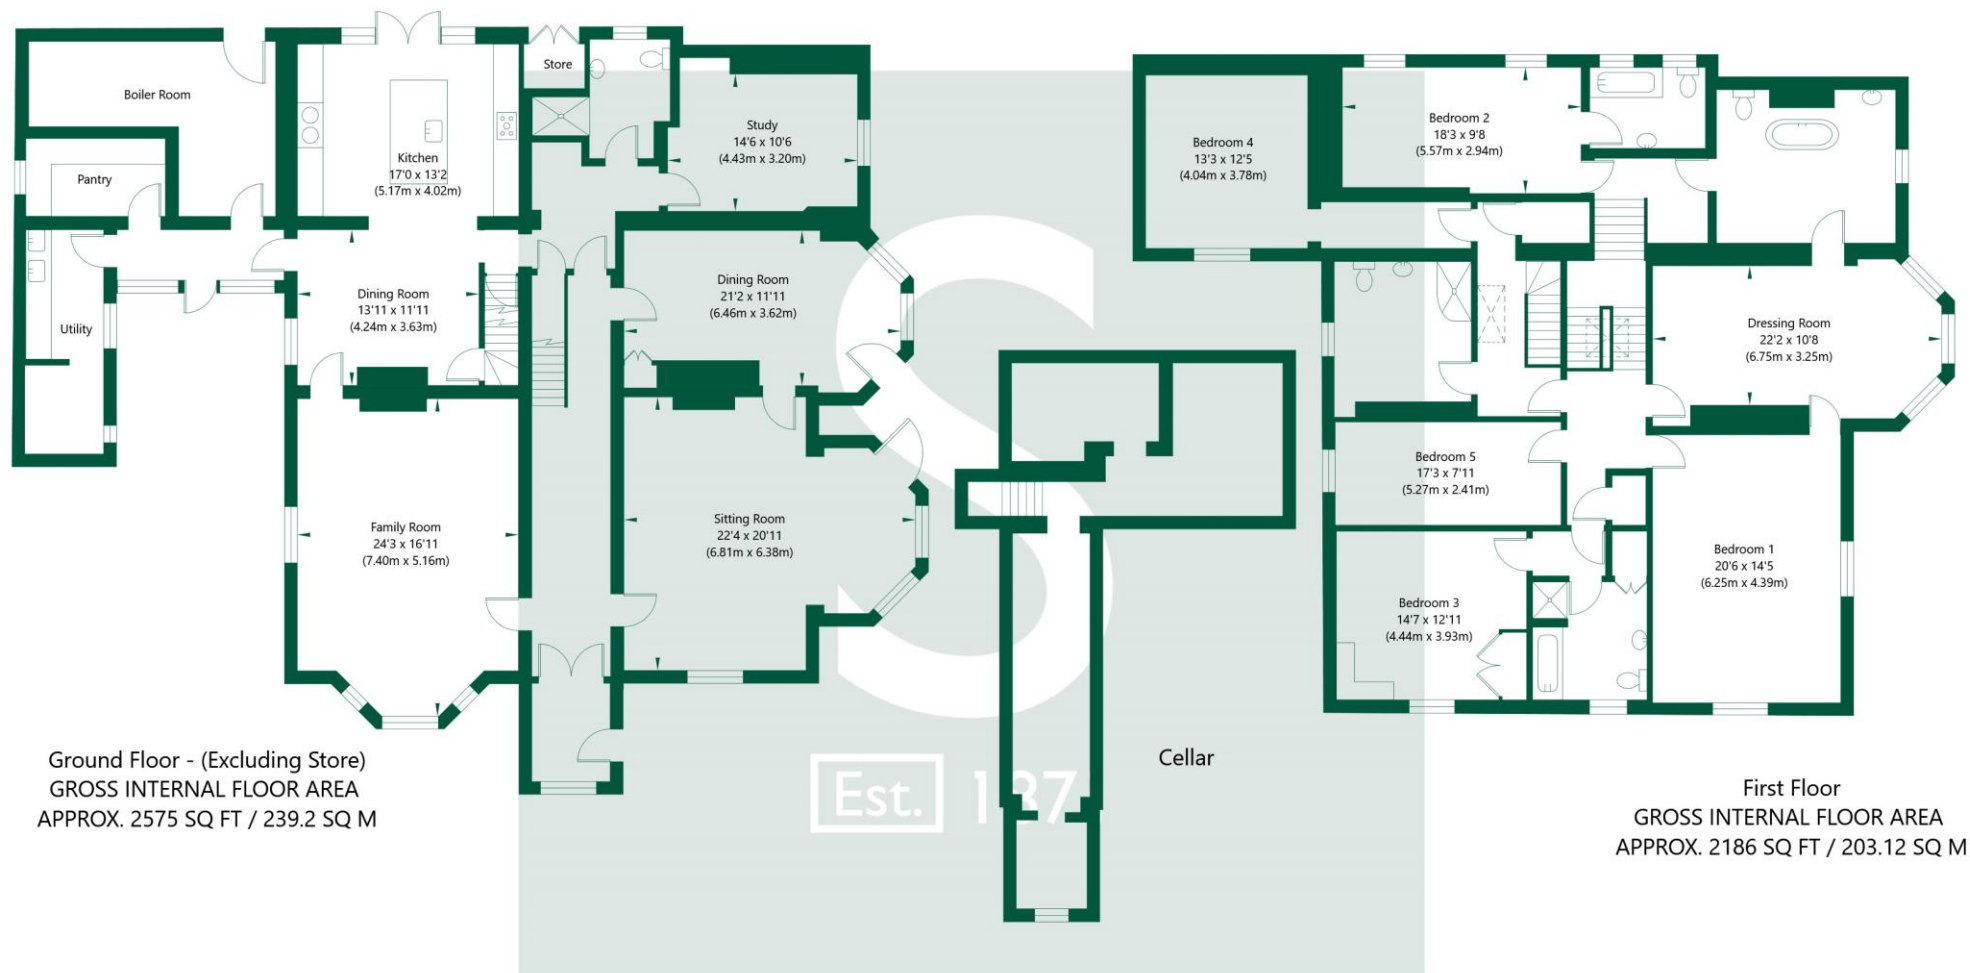 Boiler Room
Pantry
Utility
Kitchen
17'0 x 13'2
(5.17m x 4.02m)
Store
Study
14'6 x 10'6
(4.43m x 3.20m)
Dining Room
13'11 x 11'11
(4.24m x 3.63m)
Dining Room
21'2 x 11'11
(6.46m x 3.62m)
Family Room
24'3 x 16'11
(7.40m x 5.16m)
Sitting Room
22'4 x 20'11
(6.81m x 6.38m)
Ground Floor - (Excluding Store)
GROSS INTERNAL FLOOR AREA
APPROX. 2575 SQ FT / 239.2 SQ M
S
Est. 187
Cellar
Bedroom 4
13'3 x 12'5
(4.04m x 3.78m)
Bedroom 2
18'3 x 9'8
(5.57m x 2.94m)
Dressing Room
22'2 x 10'8
(6.75m x 3.25m)
Bedroom 5
17'3 x 7'11
(5.27m x 2.41m)
Bedroom 3
14'7 x 12'11
(4.44m x 3.93m)
Bedroom 1
20'6 x 14'5
(6.25m x 4.39m)
First Floor
GROSS INTERNAL FLOOR AREA
APPROX. 2186 SQ FT / 203.12 SQ M